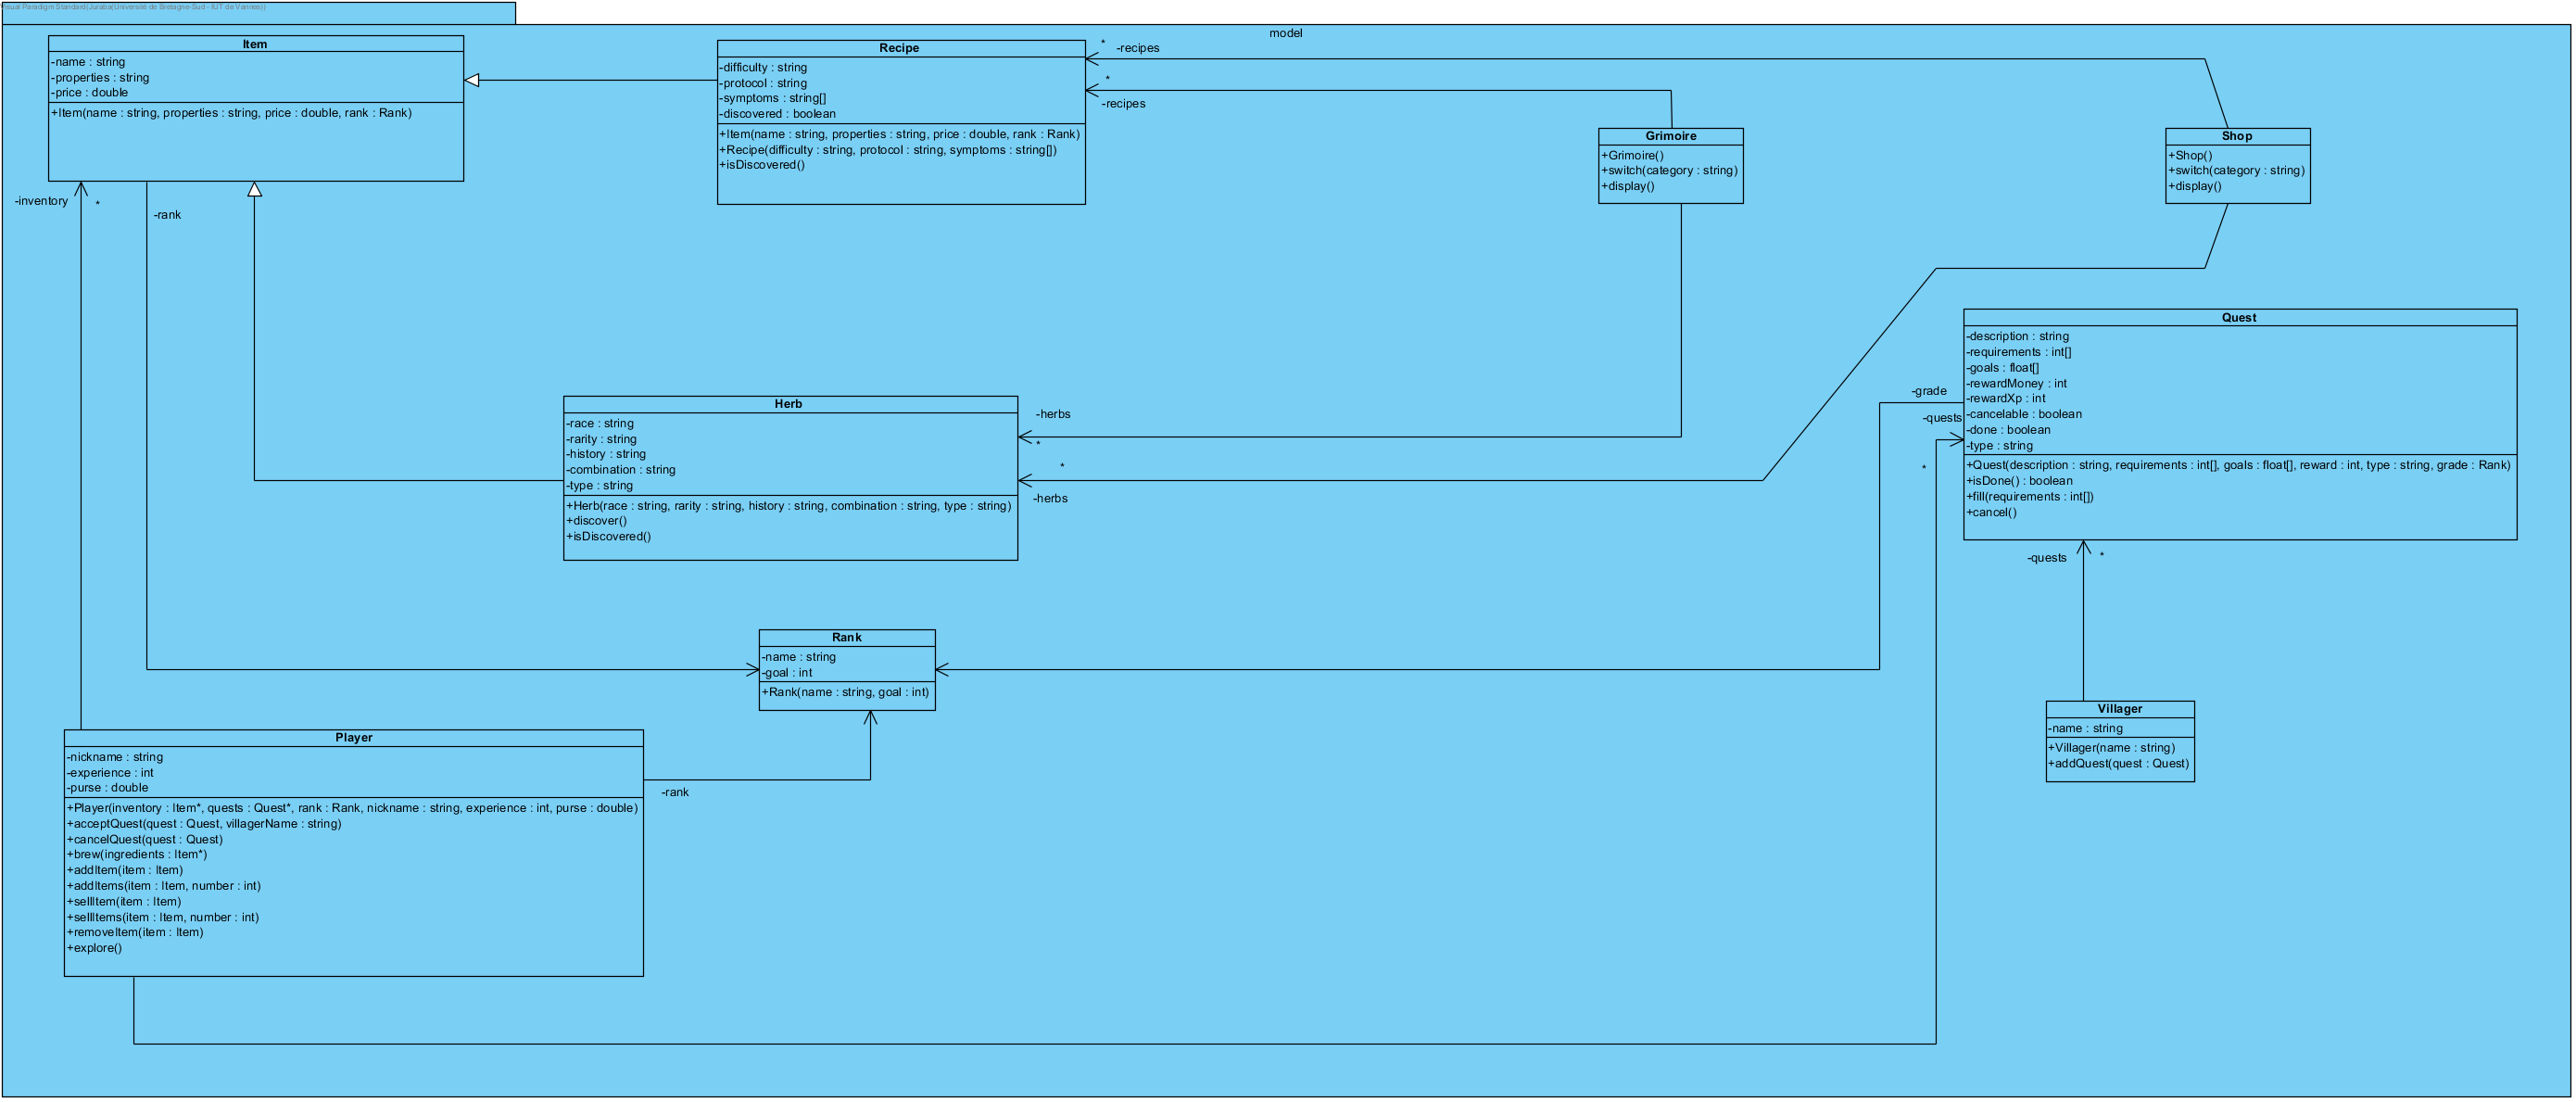 Visual Paradigm Standard(Juraba(Université de Bretagne-Sud - IUT de Vannes))
model
Item
-name : string
-properties : string
-price : double
+Item(name : string, properties : string, price : double, rank : Rank)
Recipe
-difficulty : string
-protocol : string
-symptoms : string[]
-discovered : boolean
+Item(name : string, properties : string, price : double, rank : Rank)
+Recipe(difficulty : string, protocol : string, symptoms : string[])
+isDiscovered()
*
-recipes
*
-recipes
Grimoire
+Grimoire()
+switch(category : string)
+display()
Shop
+Shop()
+switch(category : string)
+display()
-inventory
*
-rank
Herb
-race : string
-rarity : string
-history : string
-combination : string
-type : string
+Herb(race : string, rarity : string, history : string, combination : string, type : string)
+discover()
+isDiscovered()
-herbs
*
*
-herbs
Quest
-description : string
-requirements : int[]
-goals : float[]
-rewardMoney : int
-rewardXp : int
-cancelable : boolean
-done : boolean
-type : string
+Quest(description : string, requirements : int[], goals : float[], reward : int, type : string, grade : Rank)
+isDone() : boolean
+fill(requirements : int[])
+cancel()
-grade
-quests
*
-quests
*
Rank
-name : string
-goal : int
+Rank(name : string, goal : int)
Villager
-name : string
+Villager(name : string)
+addQuest(quest : Quest)
Player
-nickname : string
-experience : int
-purse : double
+Player(inventory : Item*, quests : Quest*, rank : Rank, nickname : string, experience : int, purse : double)
+acceptQuest(quest : Quest, villagerName : string)
+cancelQuest(quest : Quest)
+brew(ingredients : Item*)
+addItem(item : Item)
+addItems(item : Item, number : int)
+sellItem(item : Item)
+sellItems(item : Item, number : int)
+removeItem(item : Item)
+explore()
-rank